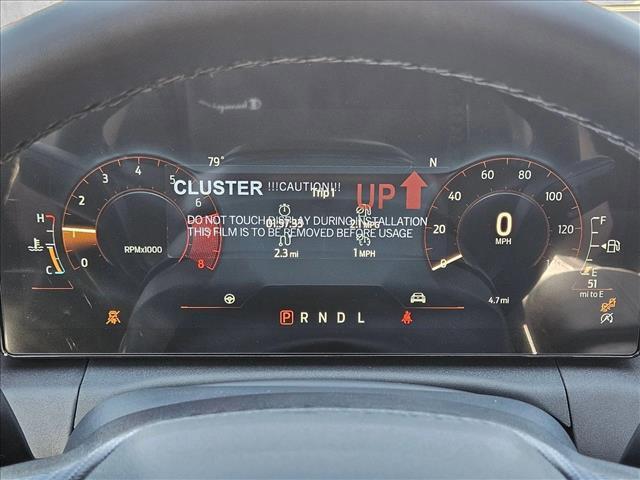 79° N
CLUSTER !!!CAUTION!!! UP
Trip 1
DO NOT TOUCH DISPLAY DURING INSTALLATION
THIS FILM IS TO BE REMOVED BEFORE USAGE
2.3 mi 1 MPH
H
C
0 1 2 3 4 5 6 8
RPMx1000
0 20 40 60 80 100 120
0
MPH
F
E
51
mi to E
4.7 mi
P R N D L